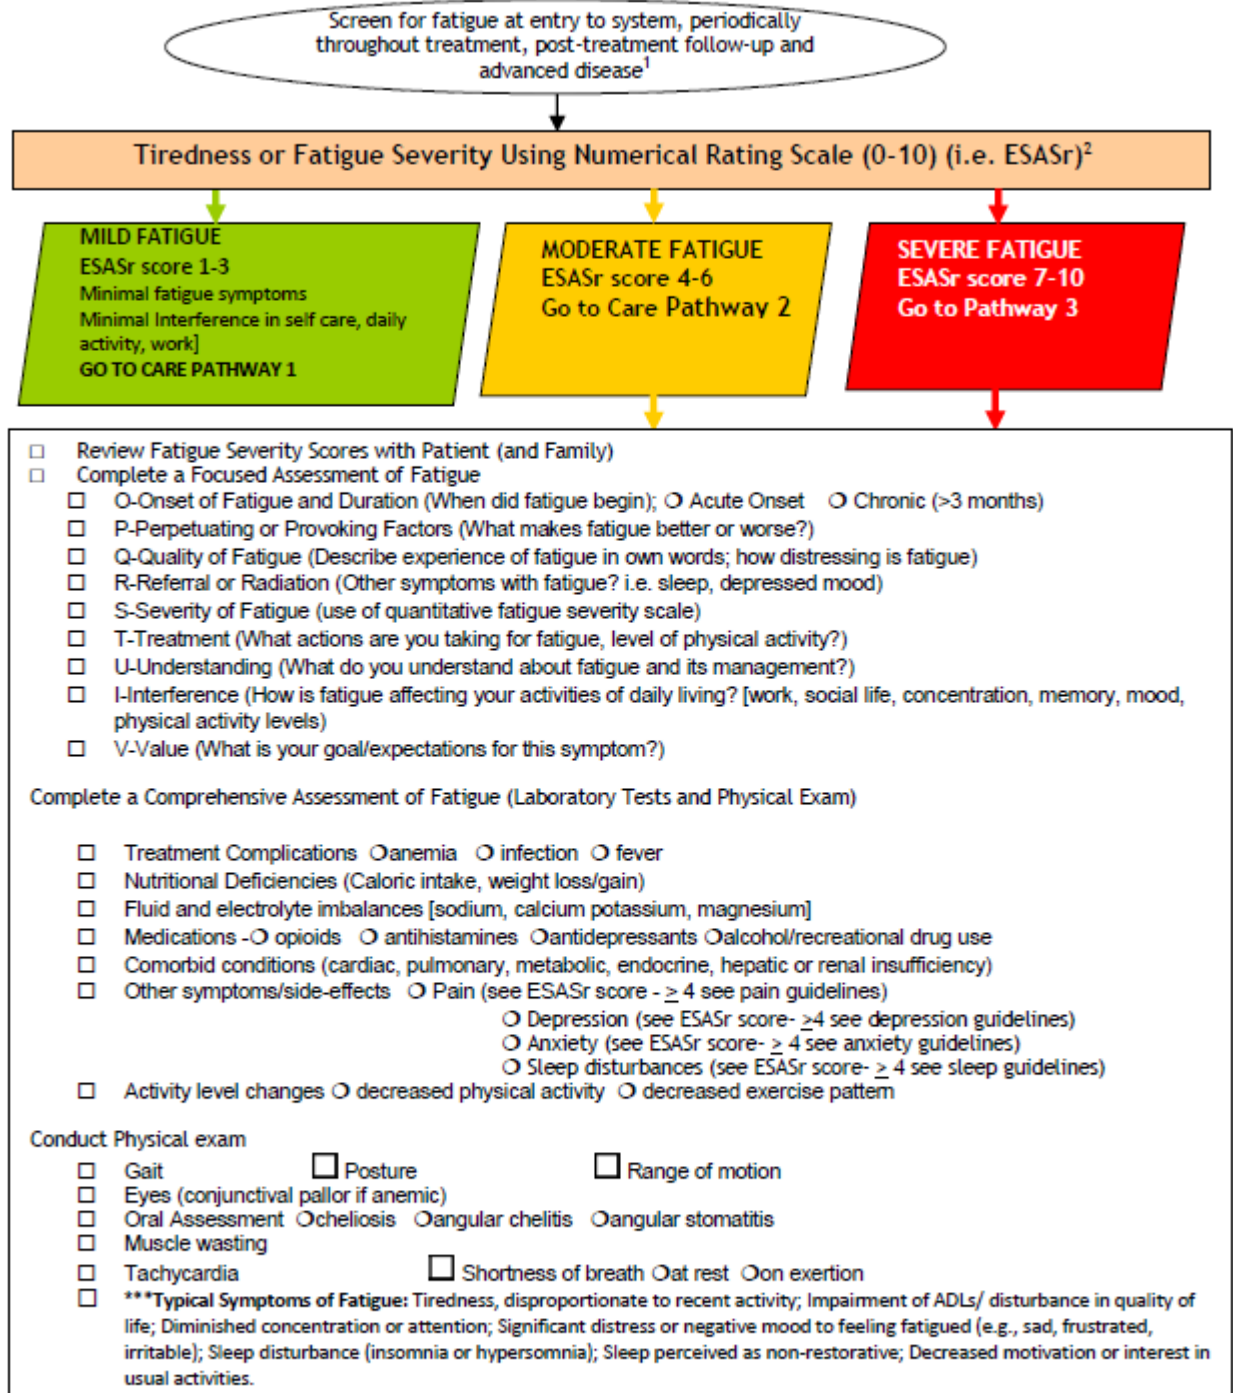 Screen for fatigue at entry to system, periodically
throughout treatment, post-treatment follow-up and
advanced disease1
Tiredness or Fatigue Severity Using Numerical Rating Scale (0-10) (i.e. ESASr)2
MILD FATIGUE
ESASr score 1-3
Minimal fatigue symptoms
Minimal Interference in self care, daily
activity, work]
GO TO CARE PATHWAY 1
MODERATE FATIGUE
ESASr score 4-6
Go to Care Pathway 2
SEVERE FATIGUE
ESASr score 7-10
Go to Pathway 3
☐ Review Fatigue Severity Scores with Patient (and Family)
☐ Complete a Focused Assessment of Fatigue
☐ O-Onset of Fatigue and Duration (When did fatigue begin); ❍ Acute Onset ❍ Chronic (>3 months)
☐ P-Perpetuating or Provoking Factors (What makes fatigue better or worse?)
☐ Q-Quality of Fatigue (Describe experience of fatigue in own words; how distressing is fatigue)
☐ R-Referral or Radiation (Other symptoms with fatigue? i.e. sleep, depressed mood)
☐ S-Severity of Fatigue (use of quantitative fatigue severity scale)
☐ T-Treatment (What actions are you taking for fatigue, level of physical activity?)
☐ U-Understanding (What do you understand about fatigue and its management?)
☐ I-Interference (How is fatigue affecting your activities of daily living? [work, social life, concentration, memory, mood,
physical activity levels)
☐ V-Value (What is your goal/expectations for this symptom?)
Complete a Comprehensive Assessment of Fatigue (Laboratory Tests and Physical Exam)
☐ Treatment Complications ❍anemia ❍ infection ❍ fever
☐ Nutritional Deficiencies (Caloric intake, weight loss/gain)
☐ Fluid and electrolyte imbalances [sodium, calcium potassium, magnesium]
☐ Medications -❍ opioids ❍ antihistamines ❍antidepressants ❍alcohol/recreational drug use
☐ Comorbid conditions (cardiac, pulmonary, metabolic, endocrine, hepatic or renal insufficiency)
☐ Other symptoms/side-effects ❍ Pain (see ESASr score - ≥ 4 see pain guidelines)
❍ Depression (see ESASr score- ≥4 see depression guidelines)
❍ Anxiety (see ESASr score- ≥ 4 see anxiety guidelines)
❍ Sleep disturbances (see ESASr score- ≥ 4 see sleep guidelines)
☐ Activity level changes ❍ decreased physical activity ❍ decreased exercise pattern
Conduct Physical exam
☐ Gait ☐ Posture ☐ Range of motion
☐ Eyes (conjunctival pallor if anemic)
☐ Oral Assessment ❍cheliosis ❍angular chelitis ❍angular stomatitis
☐ Muscle wasting
☐ Tachycardia ☐ Shortness of breath ❍at rest ❍on exertion
☐ ***Typical Symptoms of Fatigue: Tiredness, disproportionate to recent activity; Impairment of ADLs/ disturbance in quality of
life; Diminished concentration or attention; Significant distress or negative mood to feeling fatigued (e.g., sad, frustrated,
irritable); Sleep disturbance (insomnia or hypersomnia); Sleep perceived as non-restorative; Decreased motivation or interest in
usual activities.